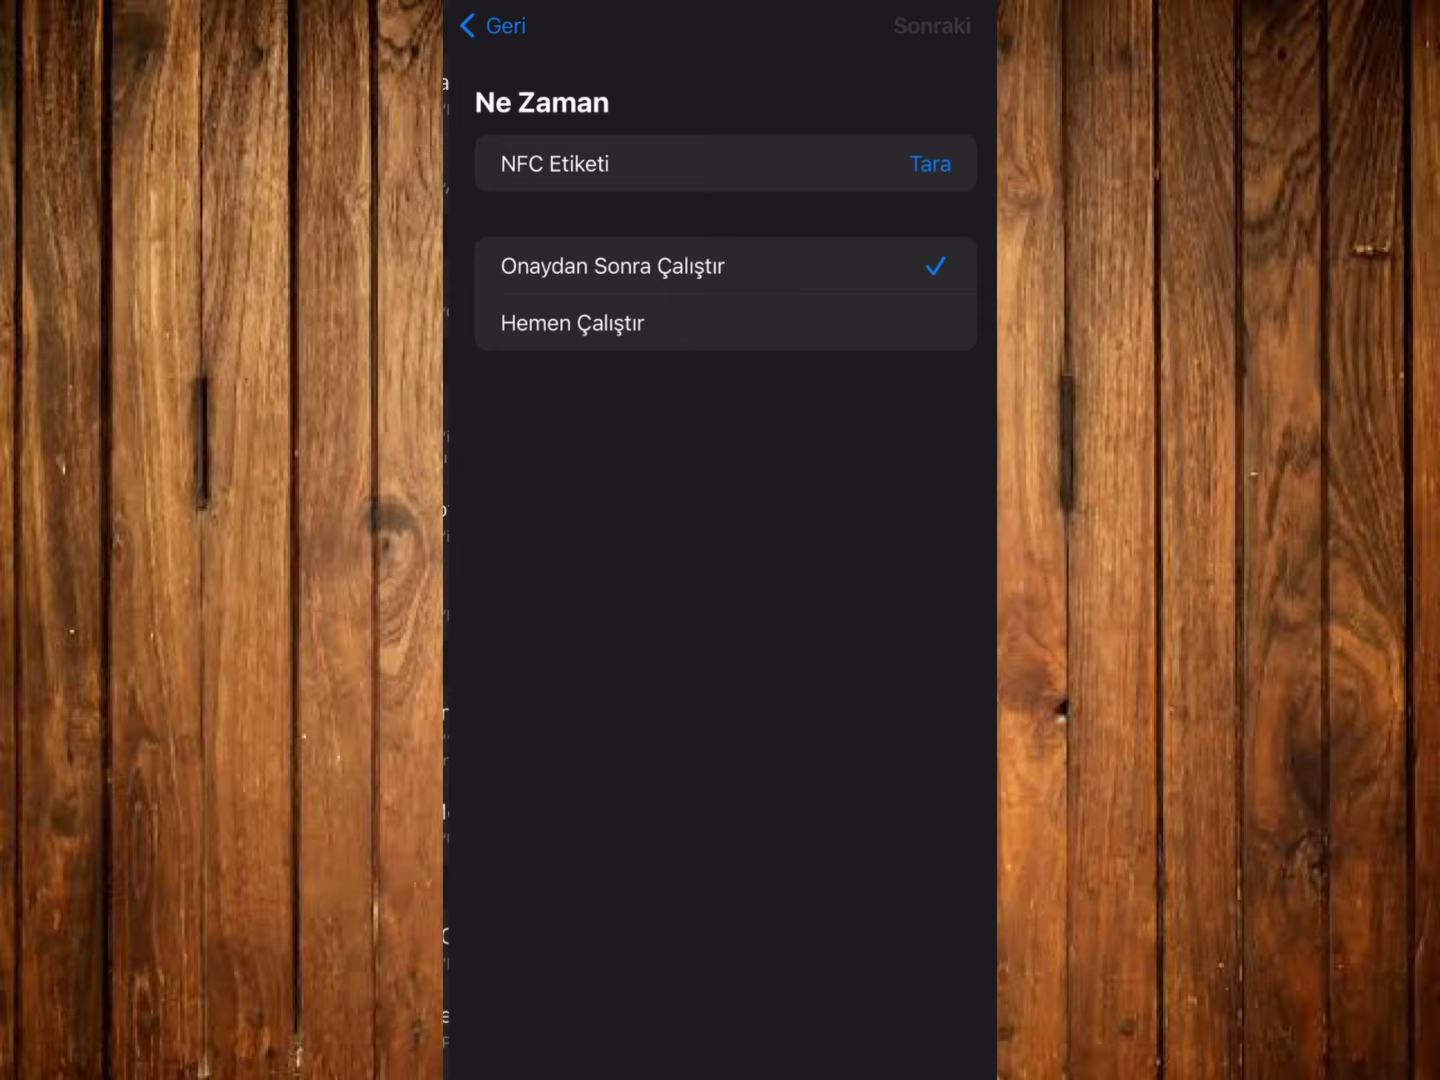 Geri
Sonraki
Ne Zaman
NFC Etiketi
Tara
Onaydan Sonra Çalıştır
Hemen Çalıştır